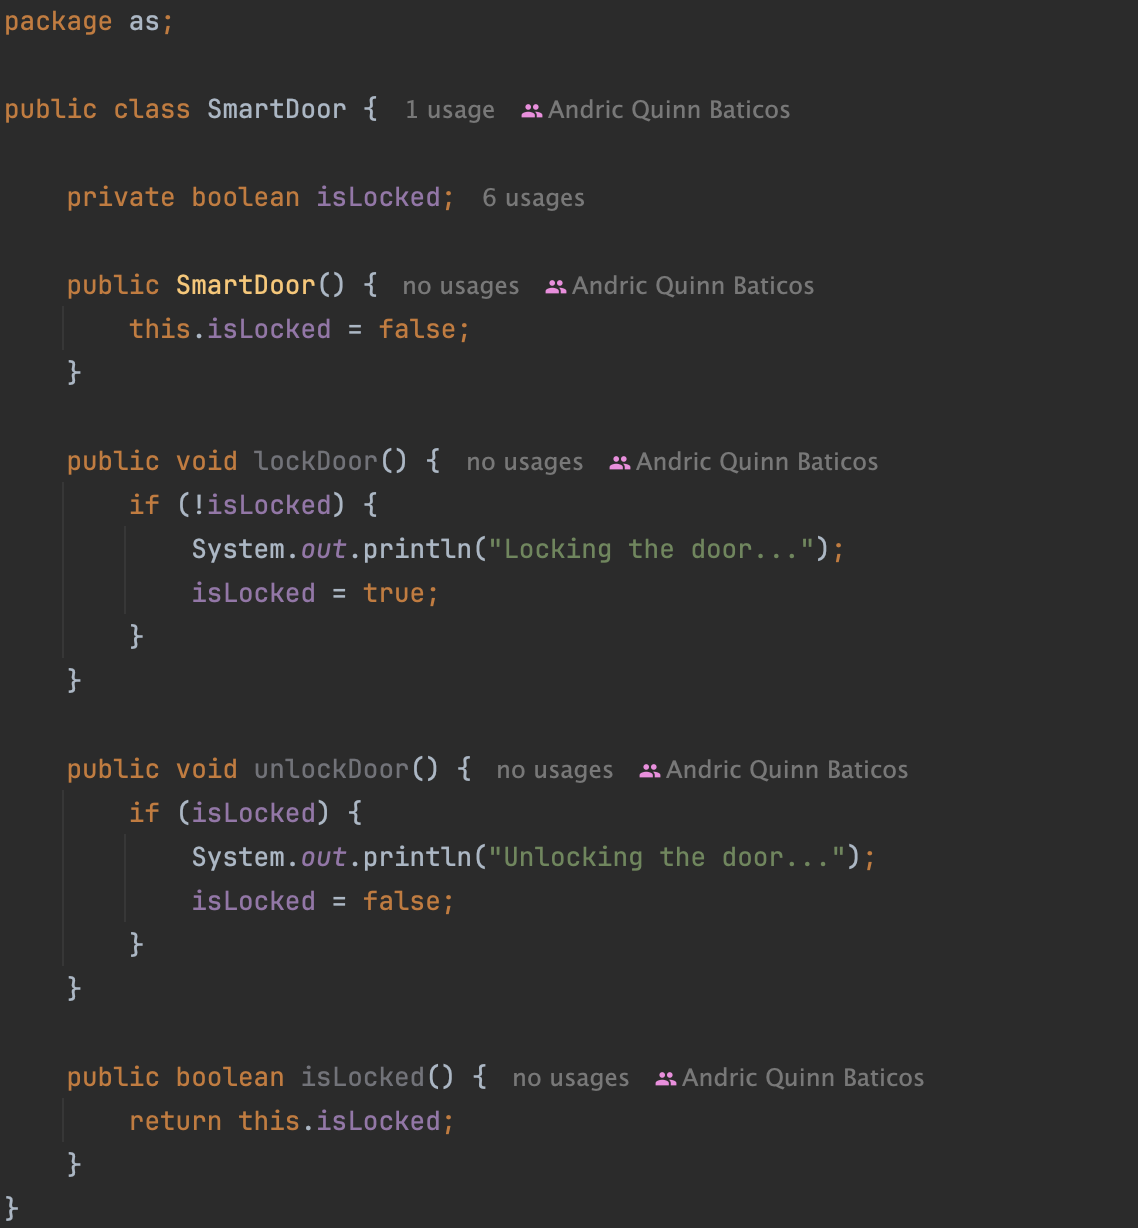 package as;
public class SmartDoor {  1 usage  Andric Quinn Baticos
private boolean isLocked;  6 usages
public SmartDoor() {  no usages  Andric Quinn Baticos
this.isLocked = false;
}
public void lockDoor() {  no usages  Andric Quinn Baticos
if (!isLocked) {
System.out.println("Locking the door...");
isLocked = true;
}
}
public void unlockDoor() {  no usages  Andric Quinn Baticos
if (isLocked) {
System.out.println("Unlocking the door...");
isLocked = false;
}
}
public boolean isLocked() {  no usages  Andric Quinn Baticos
return this.isLocked;
}
}